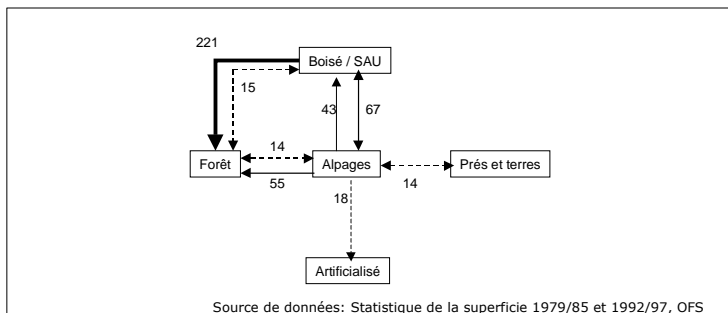 221
Boisé / SAU
15
43
67
14
Forêt
Alpages
Prés et terres
55
14
18
Artificialisé
Source de données: Statistique de la superficie 1979/85 et 1992/97, OFS